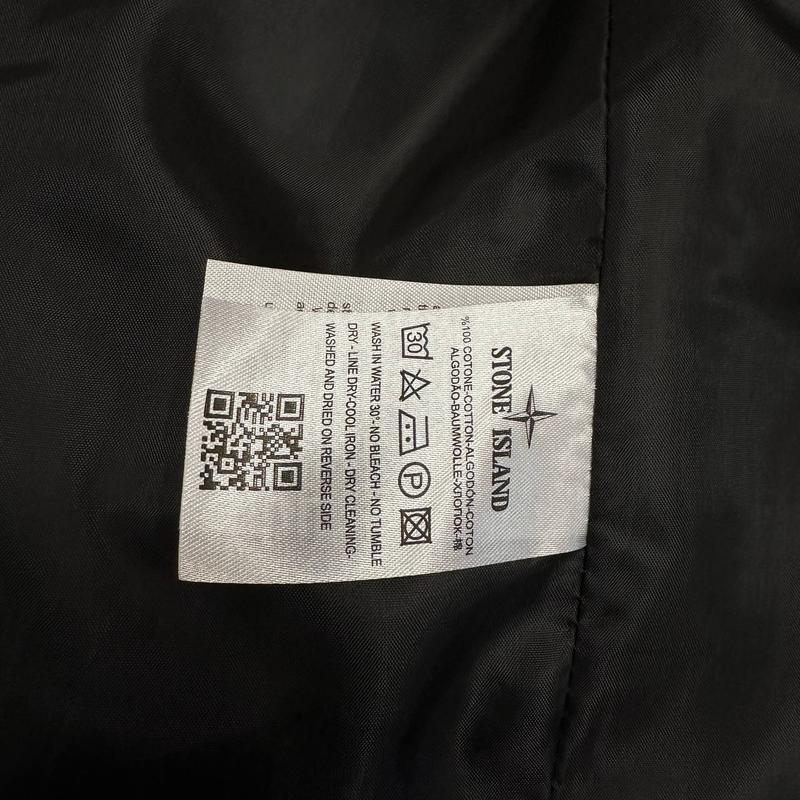 STONE ISLAND
%100 COTONE-COTTON-ALGODÓN-COTON
ALGODÃO-BAUMWOLLE-ХЛОПОК-棉
30
P
WASH IN WATER 30°- NO BLEACH - NO TUMBLE
DRY - LINE DRY-COOL IRON - DRY CLEANING-
WASHED AND DRIED ON REVERSE SIDE